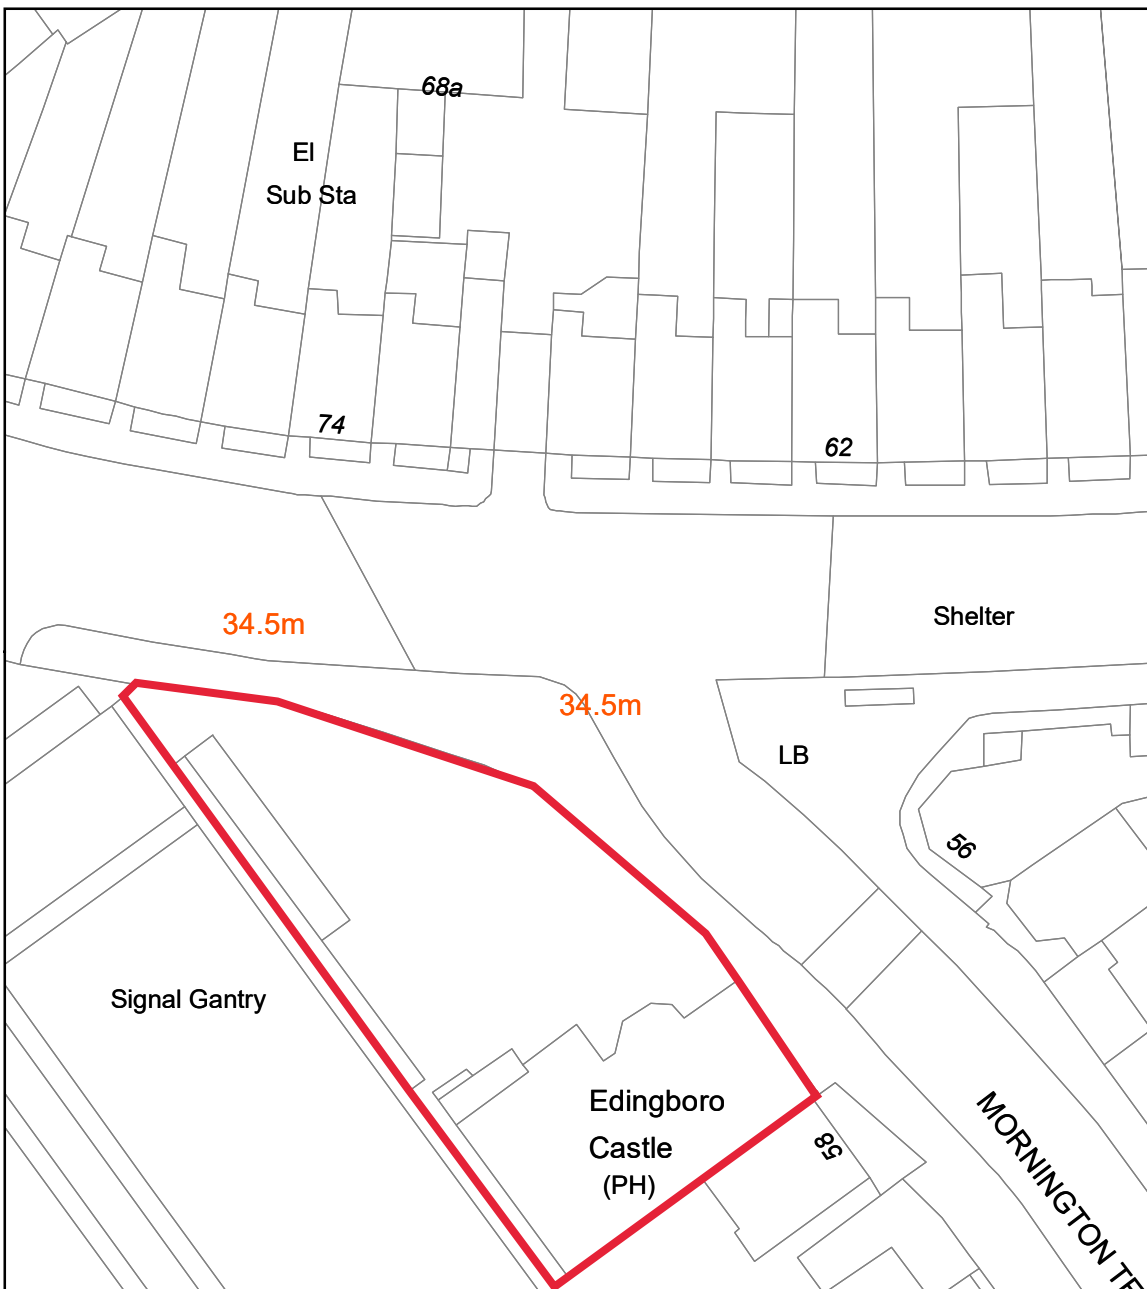 68a
El
Sub Sta
74
62
34.5m
Shelter
34.5m
LB
56
Signal Gantry
Edingboro
Castle
(PH)
58
MORNINGTON TE